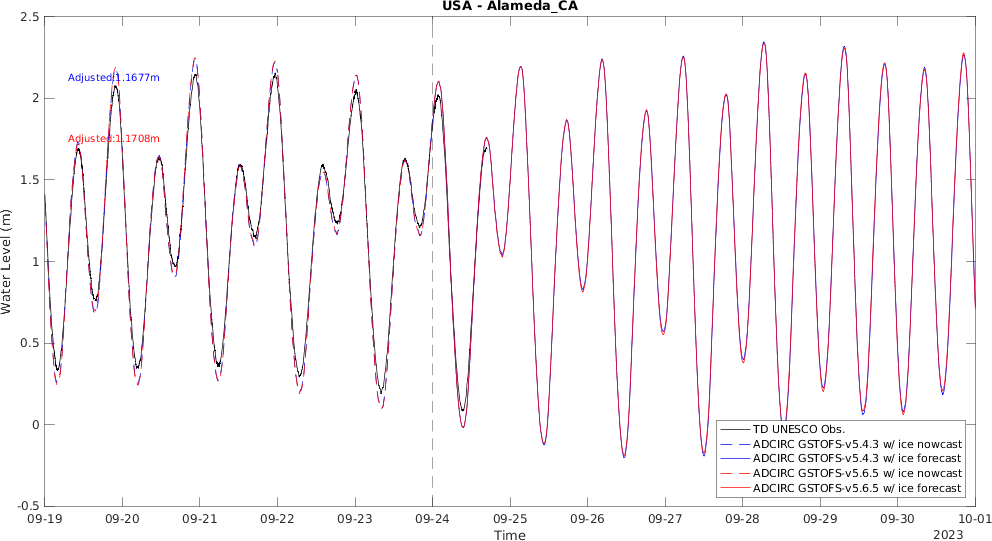 USA - Alameda_CA
2.5
2
1.5
1
0.5
0
-0.5
Water Level (m)
Adjusted:1.1677m
Adjusted:1.1708m
TD UNESCO Obs.
ADCIRC GSTOFS-v5.4.3 w/ ice nowcast
ADCIRC GSTOFS-v5.4.3 w/ ice forecast
ADCIRC GSTOFS-v5.6.5 w/ ice nowcast
ADCIRC GSTOFS-v5.6.5 w/ ice forecast
09-19 09-20 09-21 09-22 09-23 09-24 09-25 09-26 09-27 09-28 09-29 09-30 10-01
Time
2023